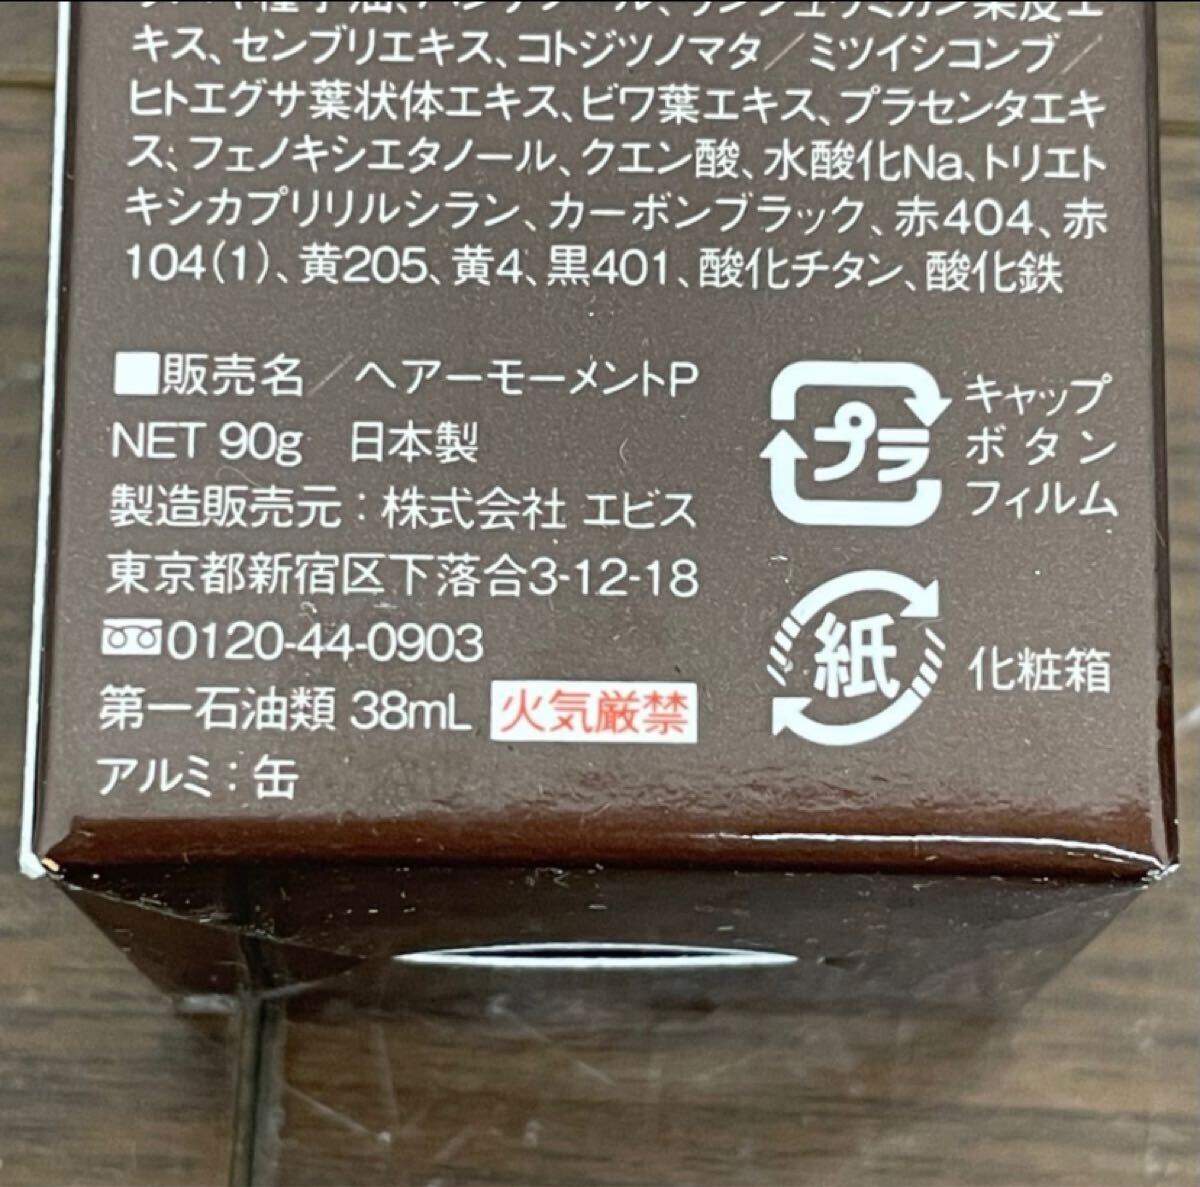 キス、センブリエキス、コトジツノマタ／ミツイシコンブ／
ヒトエグサ葉状体エキス、ビワ葉エキス、プラセンタエキ
ス、フェノキシエタノール、クエン酸、水酸化Na、トリエト
キシカプリリルシラン、カーボンブラック、赤404、赤
104(1)、黄205、黄4、黒401、酸化チタン、酸化鉄
■販売名／ヘアーモーメントP
NET 90g 日本製
製造販売元：株式会社 エビス
東京都新宿区下落合3-12-18
0120-44-0903
第一石油類 38mL 火気厳禁
アルミ：缶
プラ
キャップ
ボタン
フィルム
紙
化粧箱